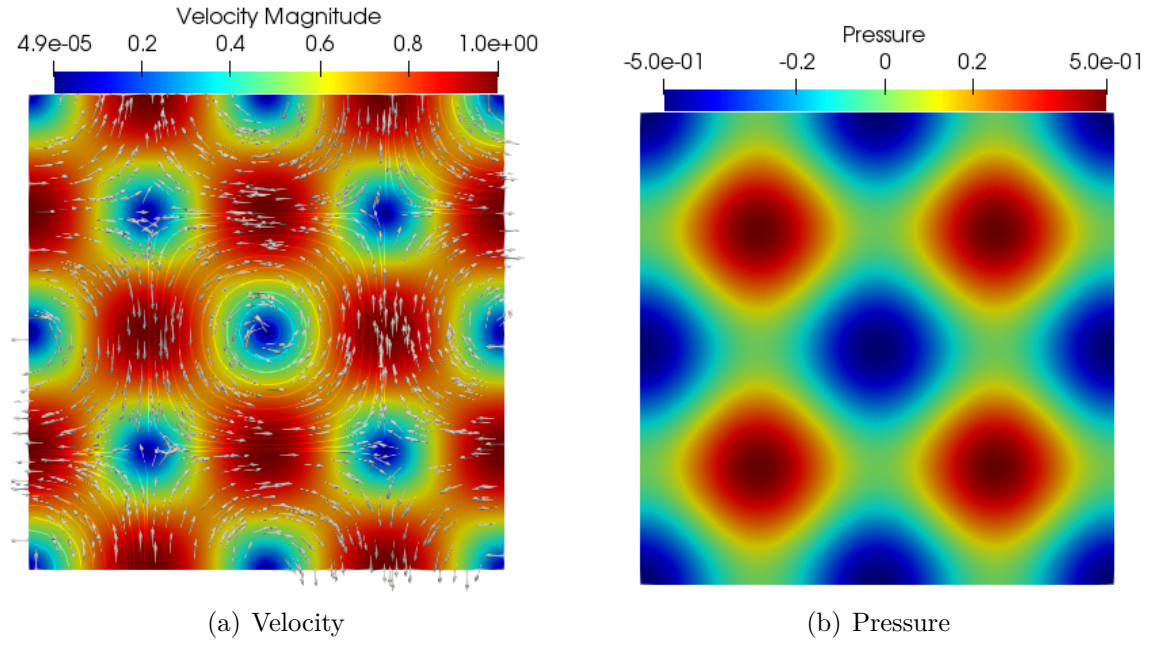 Velocity Magnitude
4.9e-05 0.2 0.4 0.6 0.8 1.0e+00
Pressure
-5.0e-01 -0.2 0 0.2 5.0e-01
(a) Velocity
(b) Pressure